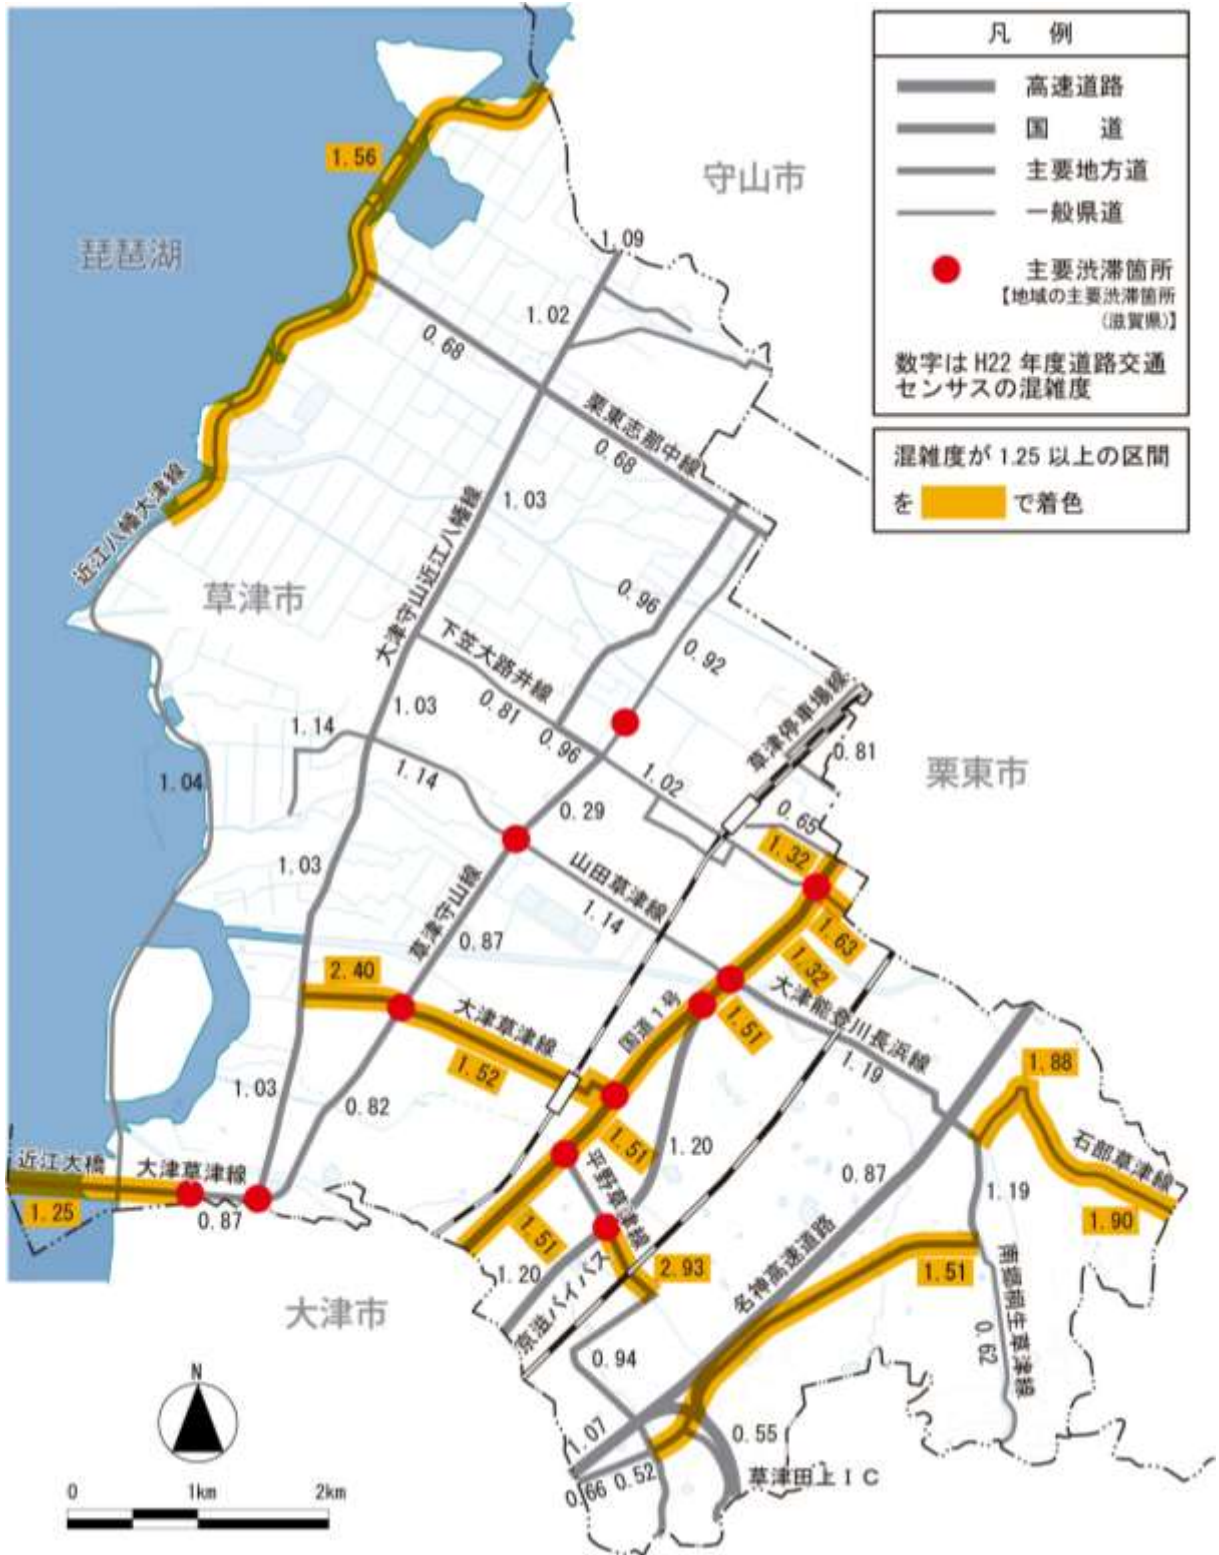 凡 例
高速道路
国 道
主要地方道
一般県道
主要渋滞箇所
【地域の主要渋滞箇所
(滋賀県)】
数字は H22 年度道路交通
センサスの混雑度
混雑度が 1.25 以上の区間
を で着色
守山市
1.56
琵琶湖
1.09
1.02
0.68
栗東志那中線
0.68
1.03
近江八幡大津線
大津守山近江八幡線
草津市
0.96
下笠大路井線
0.92
草津停車場線
0.81
1.03
1.14
0.81
0.96
栗東市
1.04
1.14
1.02
0.29
0.65
1.32
1.03
山田草津線
草津守山線
1.14
1.63
0.87
1.32
2.40
大津草津線
国道1号
1.51
大津能登川長浜線
1.52
1.19
1.88
1.03
0.82
1.51
1.20
石部草津線
近江大橋
大津草津線
平野草津線
0.87
1.19
1.25
0.87
1.51
1.90
1.20
京滋バイパス
2.93
名神高速道路
1.51
南郷桐生草津線
大津市
0.62
0.94
N
1.07
0.55
0.66
0.52
草津田上IC
0 1km 2km